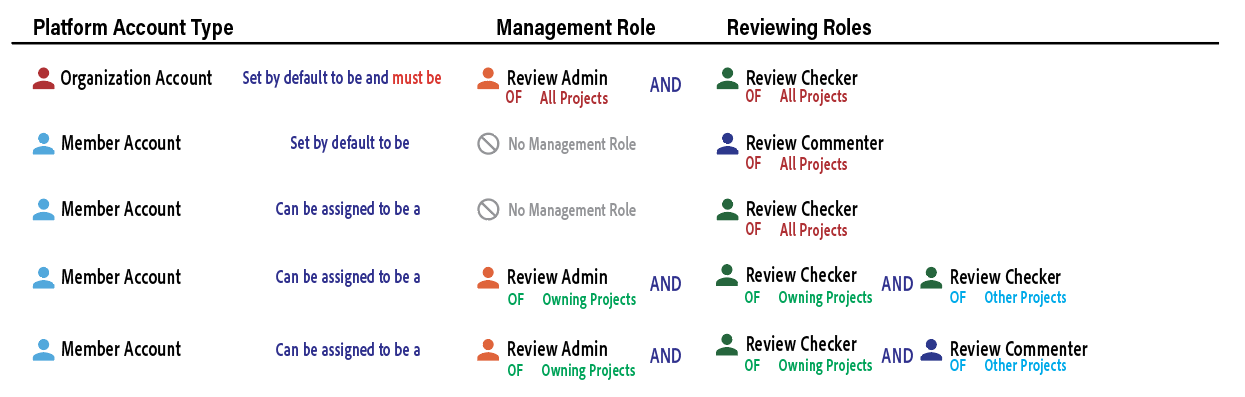 Platform Account Type Management Role Reviewing Roles
Organization Account Set by default to be and must be Review Admin AND Review Checker
OF All Projects OF All Projects
Member Account Set by default to be No Management Role Review Commenter
OF All Projects
Member Account Can be assigned to be a No Management Role Review Checker
OF All Projects
Member Account Can be assigned to be a Review Admin AND Review Checker AND Review Checker
OF Owning Projects OF Owning Projects OF Other Projects
Member Account Can be assigned to be a Review Admin AND Review Checker AND Review Commenter
OF Owning Projects OF Owning Projects OF Other Projects